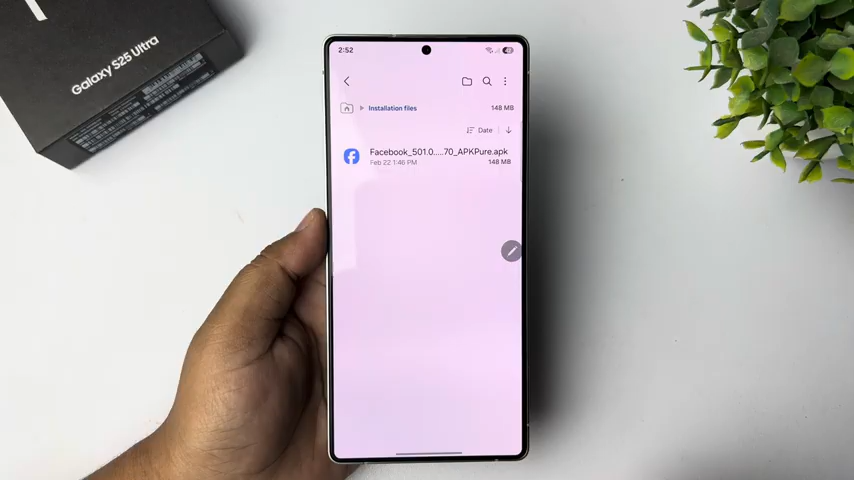 Galaxy S25 Ultra
2:52
Installation files
148 MB
Date
Facebook_501.0.....70_APKPure.apk
Feb 22 1:46 PM
148 MB